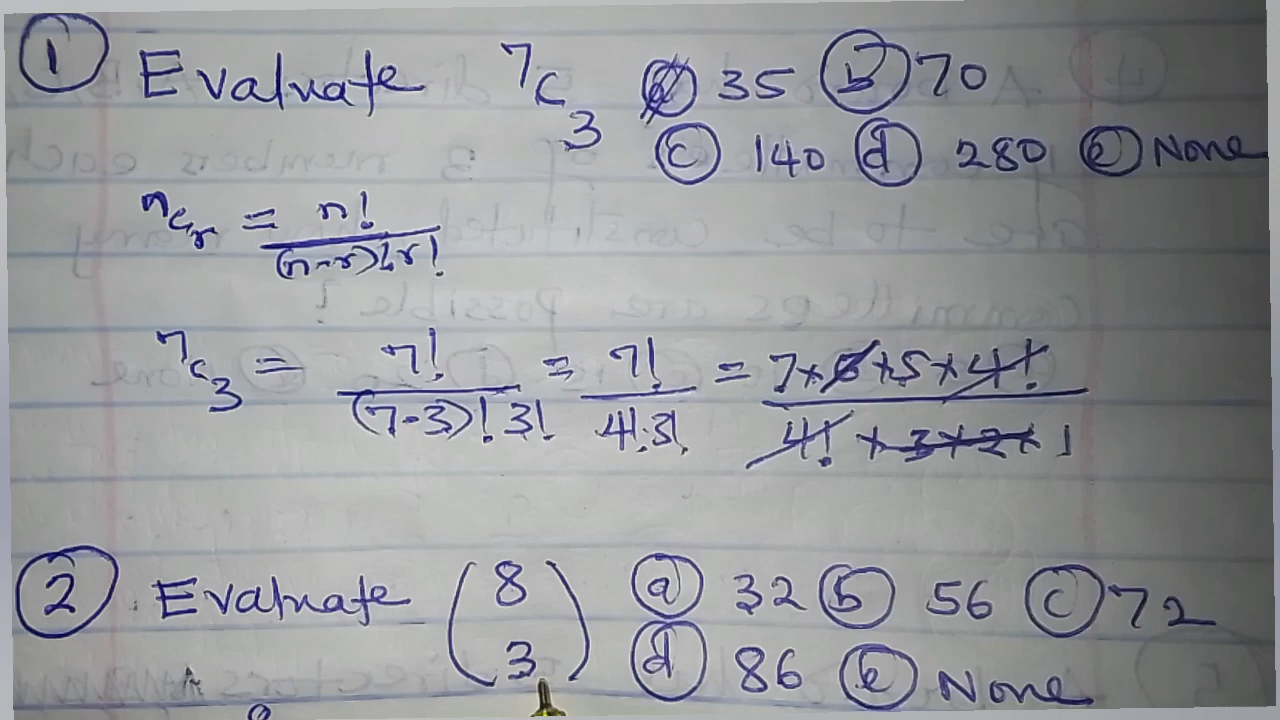 ① Evaluate ⁷C₃ ⓐ 35 ⓑ 70
ⓒ 140 ⓓ 280 ⓔ None
ⁿCᵣ = n! / (n-r)! r!
⁷C₃ = 7! / (7-3)! 3! = 7! / 4! 3! = 7×6×5×4! / 4! × 3×2×1
② Evaluate (8 3) ⓐ 32 ⓑ 56 ⓒ 72
ⓓ 86 ⓔ None